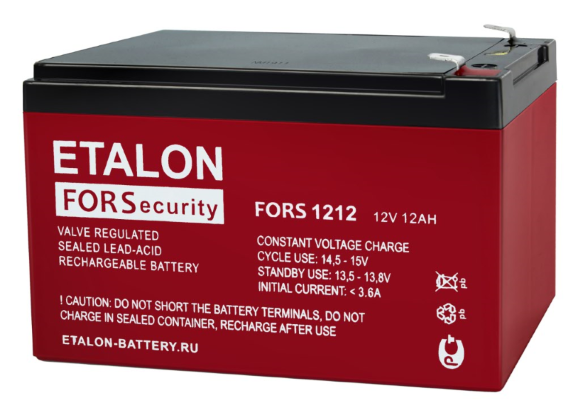 ETALON
FORSecurity
VALVE REGULATED
SEALED LEAD-ACID
RECHARGEABLE BATTERY
FORS 1212 12V 12AH
CONSTANT VOLTAGE CHARGE
CYCLE USE: 14,5 - 15V
STANDBY USE: 13,5 - 13,8V
INITIAL CURRENT: < 3.6A
! CAUTION: DO NOT SHORT THE BATTERY TERMINALS, DO NOT
CHARGE IN SEALED CONTAINER, RECHARGE AFTER USE
ETALON-BATTERY.RU
Pb
Pb